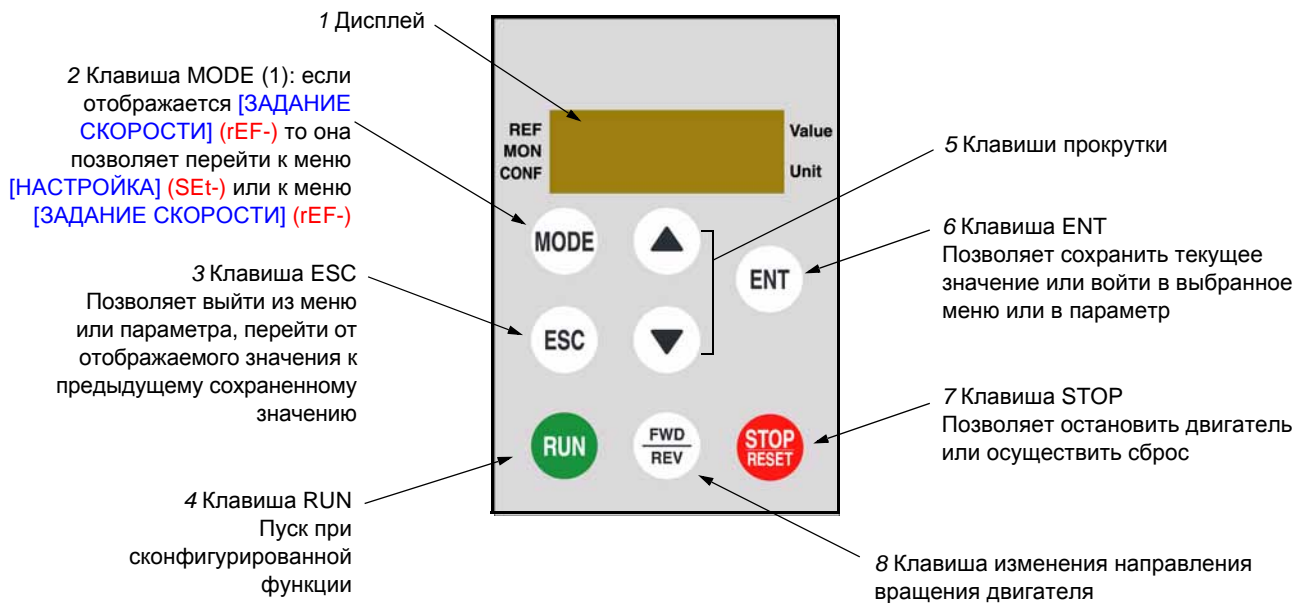 1 Дисплей
2 Клавиша MODE (1): если
отображается [ЗАДАНИЕ
СКОРОСТИ] (rEF-) то она
позволяет перейти к меню
[НАСТРОЙКА] (SEt-) или к меню
[ЗАДАНИЕ СКОРОСТИ] (rEF-)
3 Клавиша ESC
Позволяет выйти из меню
или параметра, перейти от
отображаемого значения к
предыдущему сохраненному
значению
4 Клавиша RUN
Пуск при
сконфигурированной
функции
REF
MON
CONF
Value
Unit
MODE
ENT
ESC
RUN
FWD
REV
STOP
RESET
5 Клавиши прокрутки
6 Клавиша ENT
Позволяет сохранить текущее
значение или войти в выбранное
меню или в параметр
7 Клавиша STOP
Позволяет остановить двигатель
или осуществить сброс
8 Клавиша изменения направления
вращения двигателя